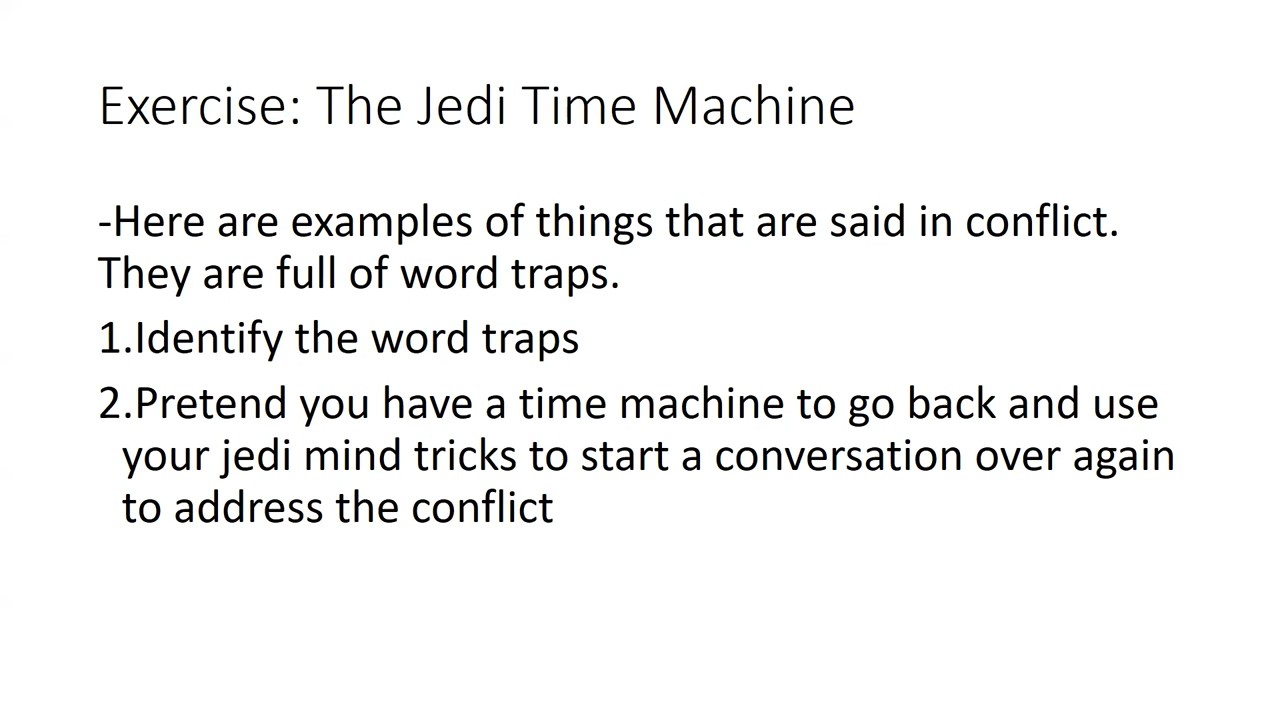 Exercise: The Jedi Time Machine
-Here are examples of things that are said in conflict.
They are full of word traps.
1.Identify the word traps
2.Pretend you have a time machine to go back and use
your jedi mind tricks to start a conversation over again
to address the conflict